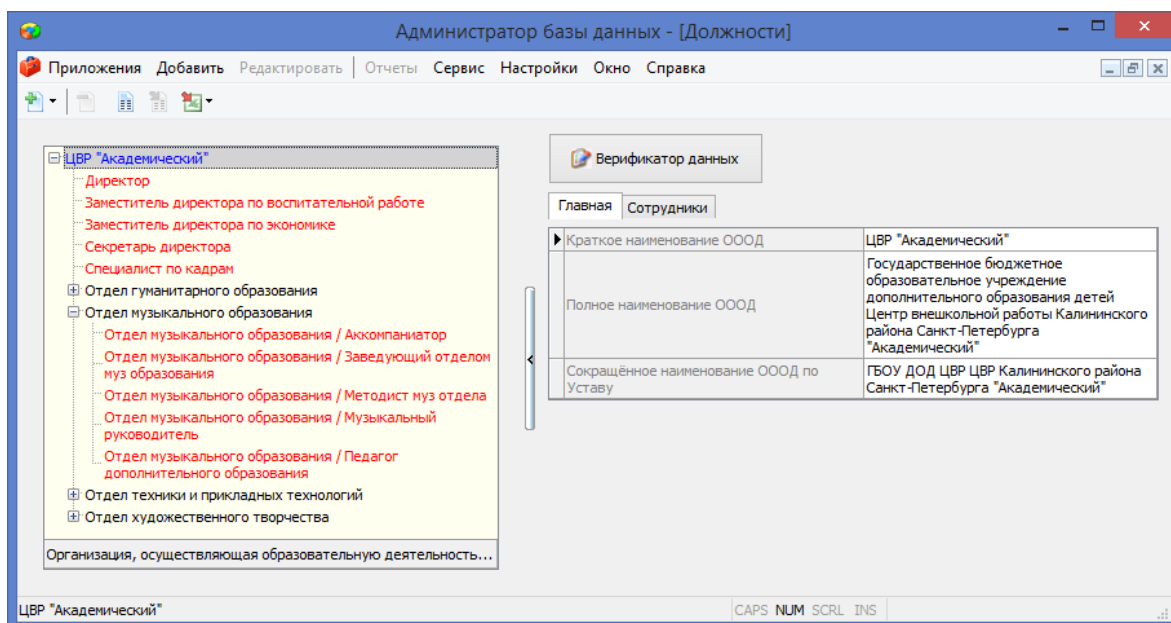 Администратор базы данных - [Должности]
Приложения Добавить Редактировать Отчеты Сервис Настройки Окно Справка
ЦВР "Академический"
Директор
Заместитель директора по воспитательной работе
Заместитель директора по экономике
Секретарь директора
Специалист по кадрам
Отдел гуманитарного образования
Отдел музыкального образования
Отдел музыкального образования / Аккомпаниатор
Отдел музыкального образования / Заведующий отделом
муз образования
Отдел музыкального образования / Методист муз отдела
Отдел музыкального образования / Музыкальный
руководитель
Отдел музыкального образования / Педагог
дополнительного образования
Отдел техники и прикладных технологий
Отдел художественного творчества
Организация, осуществляющая образовательную деятельность...
Верификатор данных
Главная Сотрудники
Краткое наименование ОООД
ЦВР "Академический"
Полное наименование ОООД
Государственное бюджетное
образовательное учреждение
дополнительного образования детей
Центр внешкольной работы Калининского
района Санкт-Петербурга
"Академический"
Сокращённое наименование ОООД по
Уставу
ГБОУ ДОД ЦВР ЦВР Калининского района
Санкт-Петербурга "Академический"
ЦВР "Академический"
CAPS NUM SCRL INS